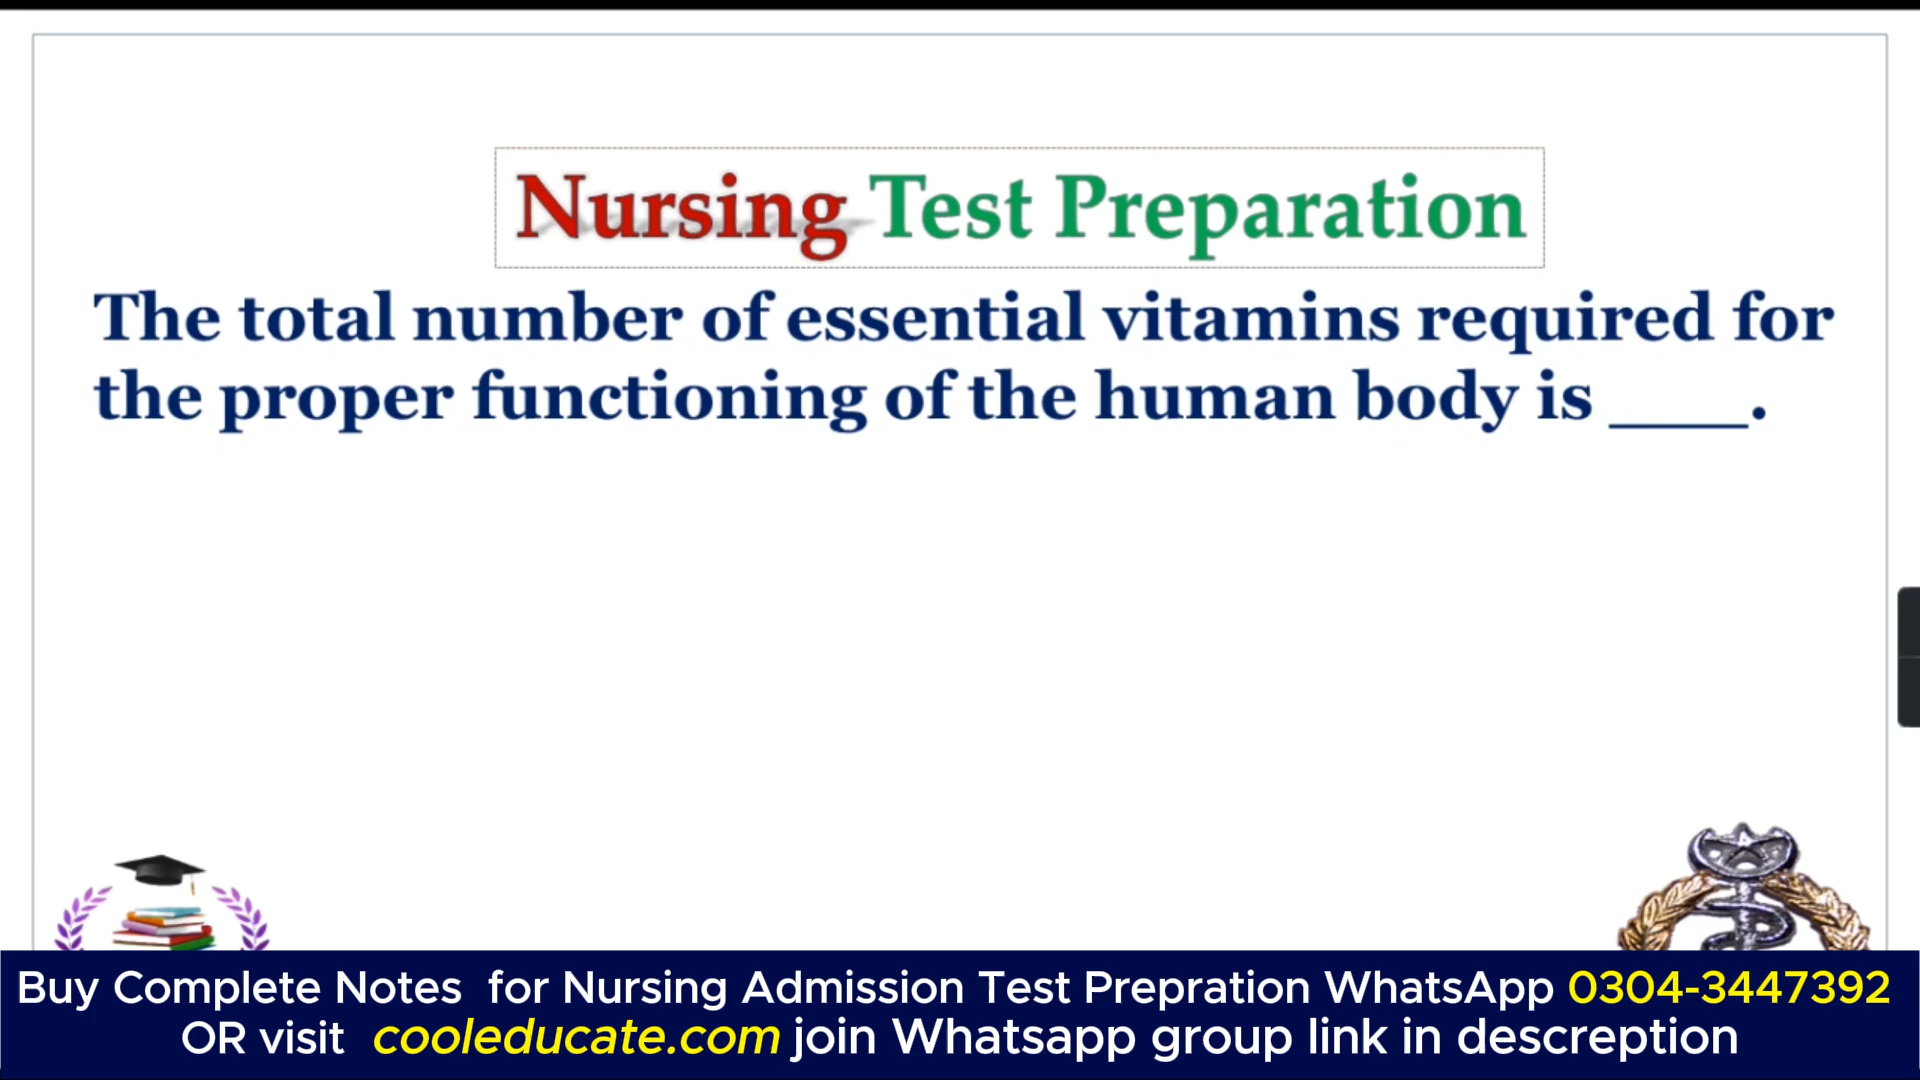 Nursing Test Preparation
The total number of essential vitamins required for
the proper functioning of the human body is ____.
Buy Complete Notes for Nursing Admission Test Prepration WhatsApp 0304-3447392
OR visit cooleducate.com join Whatsapp group link in descreption